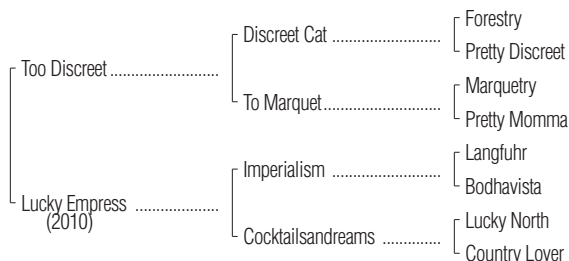 Forestry
Discreet Cat ........................
Pretty Discreet
Too Discreet ........................
Marquetry
To Marquet ..........................
Pretty Momma
Langfuhr
Imperialism ........................
Bodhavista
Lucky Empress ..................
(2010)
Lucky North
Cocktailsandreams .............
Country Lover